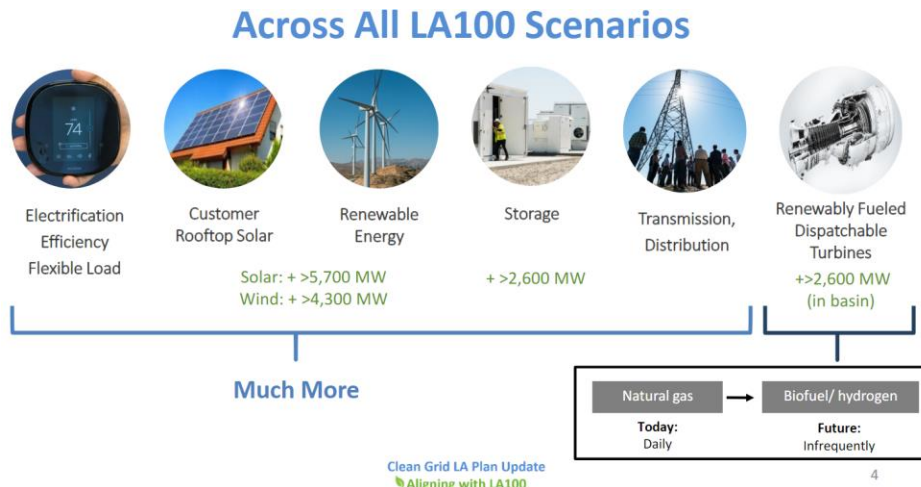 Across All LA100 Scenarios
74
Electrification
Efficiency
Flexible Load
Customer
Rooftop Solar
Renewable
Energy
Solar: + >5,700 MW
Wind: + >4,300 MW
Storage
+ >2,600 MW
Transmission,
Distribution
Renewably Fueled
Dispatchable
Turbines
+>2,600 MW
(in basin)
Much More
Natural gas
Biofuel/ hydrogen
Today:
Daily
Future:
Infrequently
Clean Grid LA Plan Update
Aligning with LA100
4